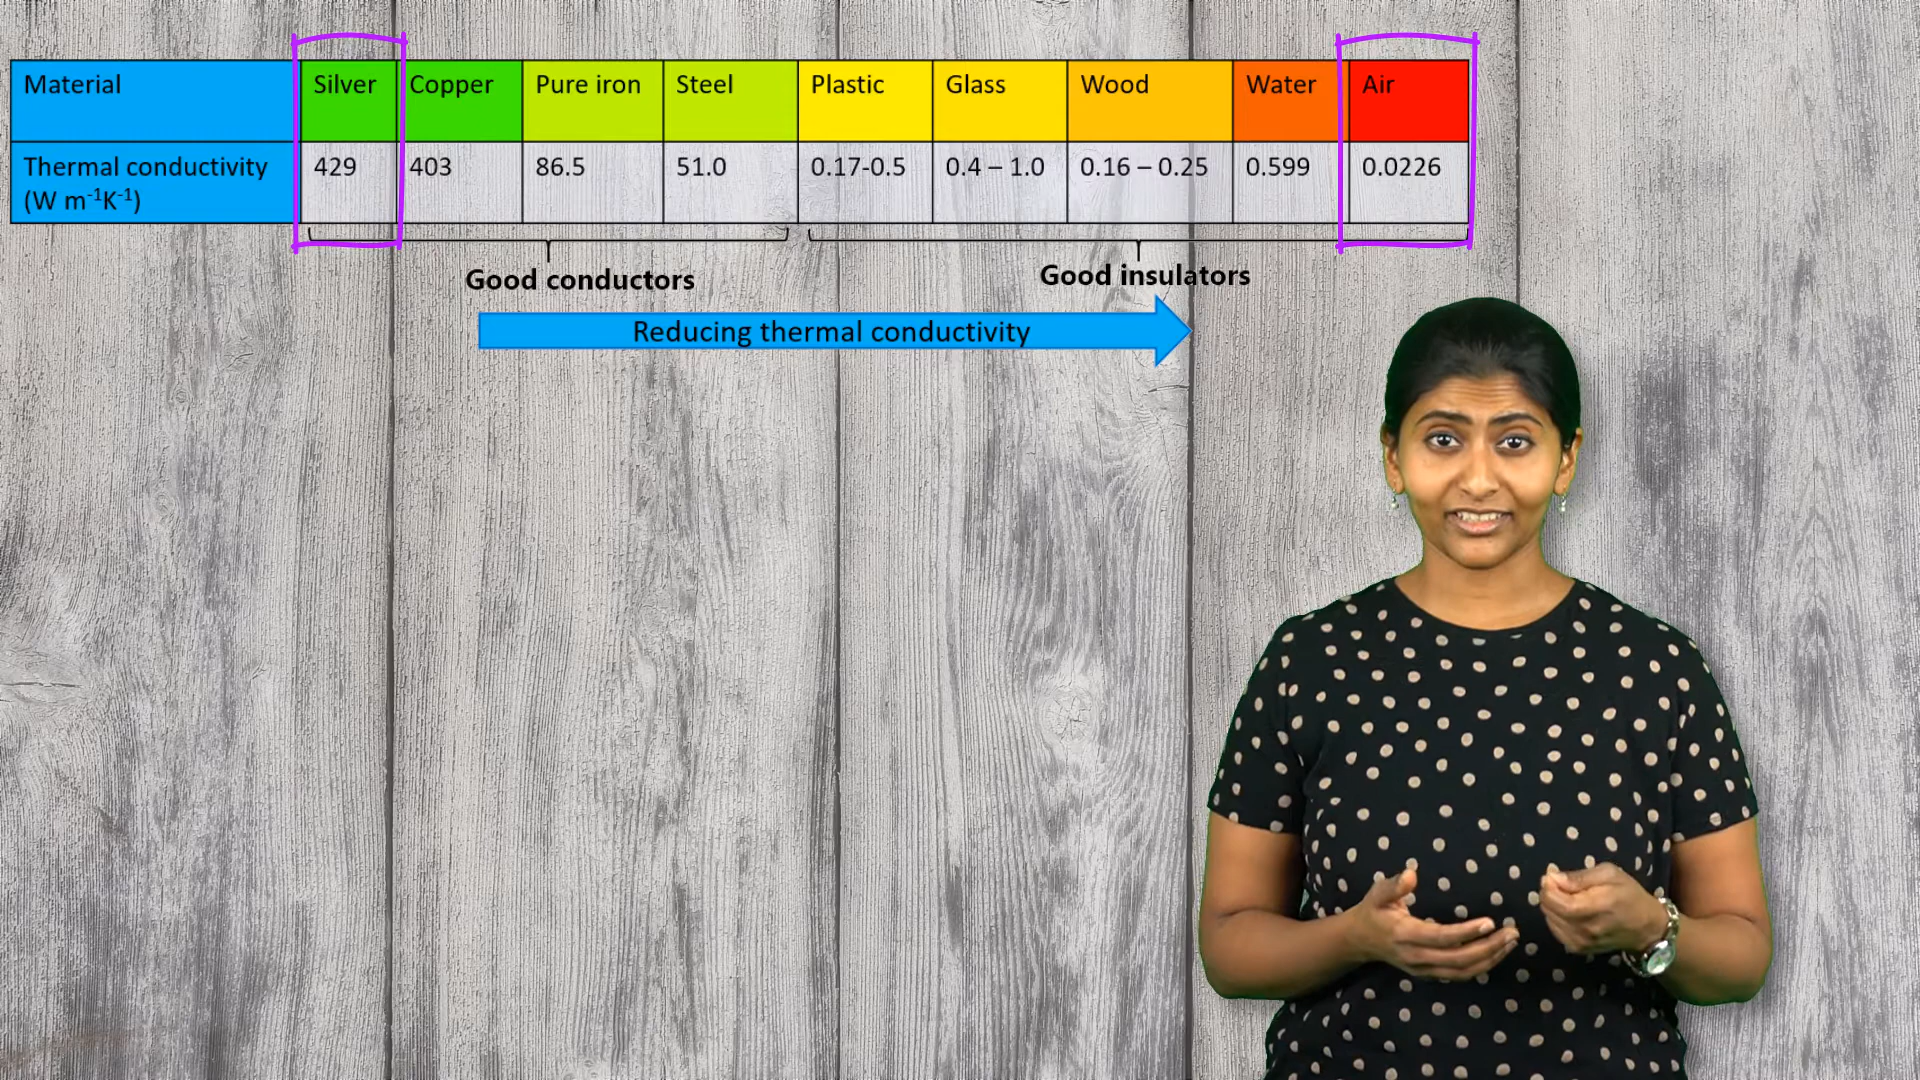 Material Silver Copper Pure iron Steel Plastic Glass Wood Water Air
Thermal conductivity 429 403 86.5 51.0 0.17-0.5 0.4 – 1.0 0.16 – 0.25 0.599 0.0226
(W m⁻¹K⁻¹)
Good conductors Good insulators
Reducing thermal conductivity